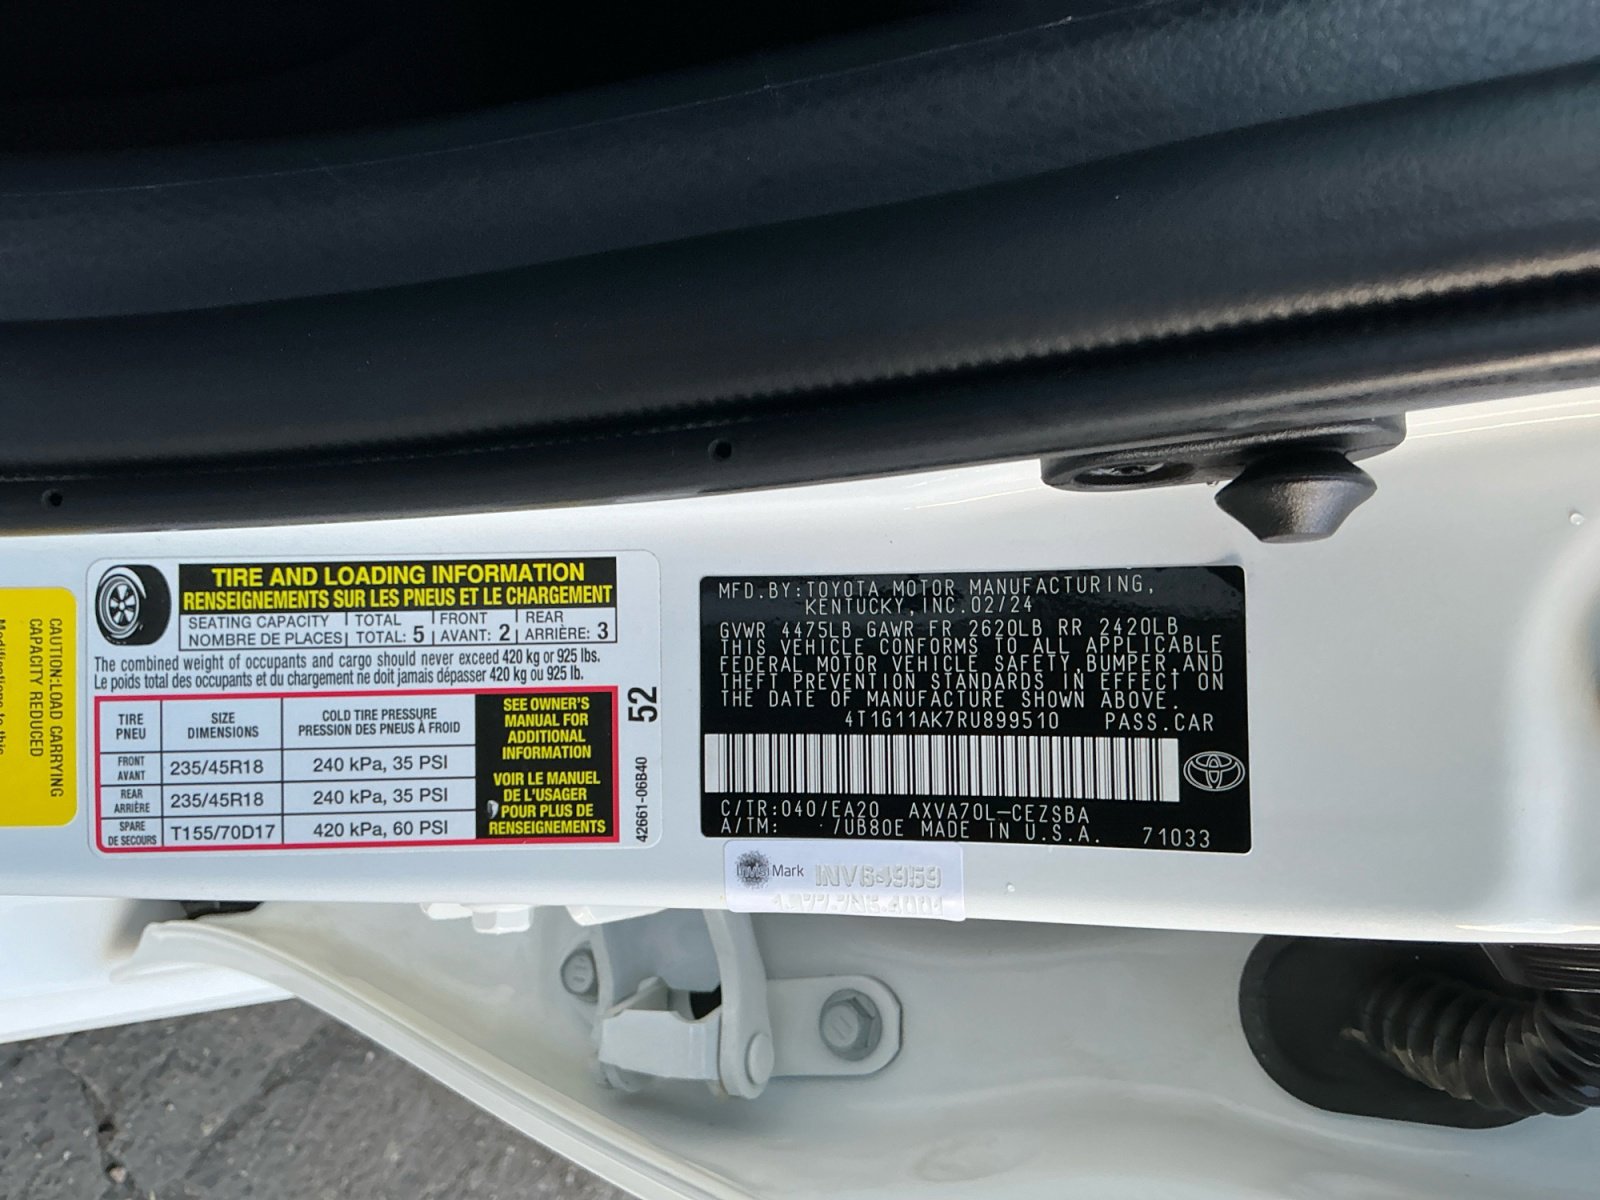 CAUTION:LOAD CARRYING
CAPACITY REDUCED
Modifications to this
TIRE AND LOADING INFORMATION
RENSEIGNEMENTS SUR LES PNEUS ET LE CHARGEMENT
SEATING CAPACITY TOTAL FRONT REAR
NOMBRE DE PLACES TOTAL: 5 AVANT: 2 ARRIÈRE: 3
The combined weight of occupants and cargo should never exceed 420 kg or 925 lbs.
Le poids total des occupants et du chargement ne doit jamais dépasser 420 kg ou 925 lb.
TIRE SIZE COLD TIRE PRESSURE
PNEU DIMENSIONS PRESSION DES PNEUS À FROID
FRONT
AVANT 235/45R18 240 kPa, 35 PSI
REAR
ARRIÈRE 235/45R18 240 kPa, 35 PSI
SPARE
DE SECOURS T155/70D17 420 kPa, 60 PSI
SEE OWNER'S
MANUAL FOR
ADDITIONAL
INFORMATION
VOIR LE MANUEL
DE L'USAGER
POUR PLUS DE
RENSEIGNEMENTS
52
42661-06B40
MFD.BY:TOYOTA MOTOR MANUFACTURING,
KENTUCKY,INC.02/24
GVWR 4475LB GAWR FR 2620LB RR 2420LB
THIS VEHICLE CONFORMS TO ALL APPLICABLE
FEDERAL MOTOR VEHICLE SAFETY,BUMPER,AND
THEFT PREVENTION STANDARDS IN EFFECT ON
THE DATE OF MANUFACTURE SHOWN ABOVE.
4T1G11AK7RU899510 PASS.CAR
C/TR:040/EA20 AXVA70L-CEZSBA
A/TM: -/UB80E MADE IN U.S.A. 71033
Invis Mark INV64959